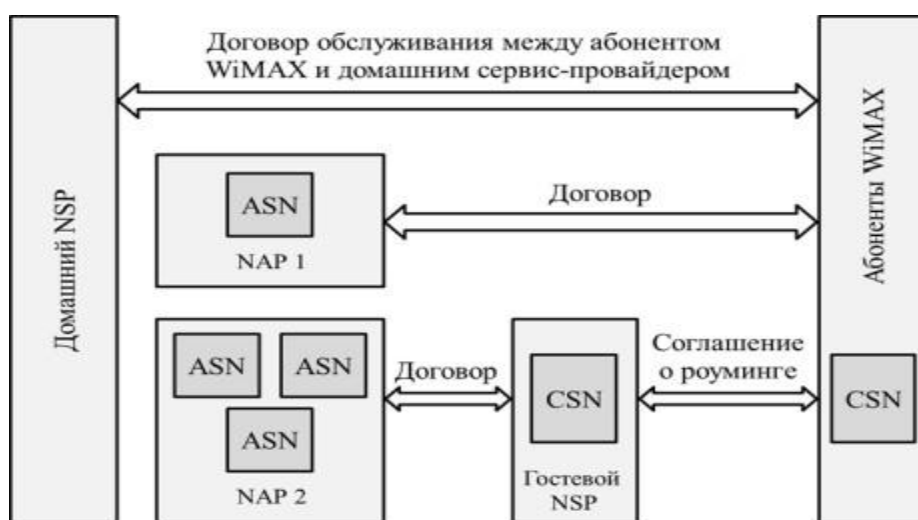 Договор обслуживания между абонентом
WiMAX и домашним сервис-провайдером
Домашний NSP
ASN
NAP 1
Договор
Абоненты WiMAX
ASN
ASN
ASN
NAP 2
Договор
CSN
Гостевой
NSP
Соглашение
о роуминге
CSN